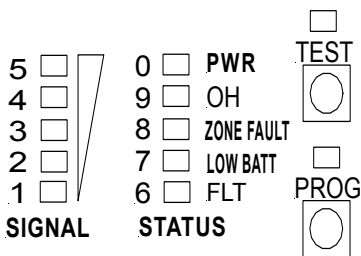 TEST
5 0 PWR
4 9 OH
3 8 ZONE FAULT
2 7 LOW BATT
1 6 FLT
PROG
SIGNAL STATUS